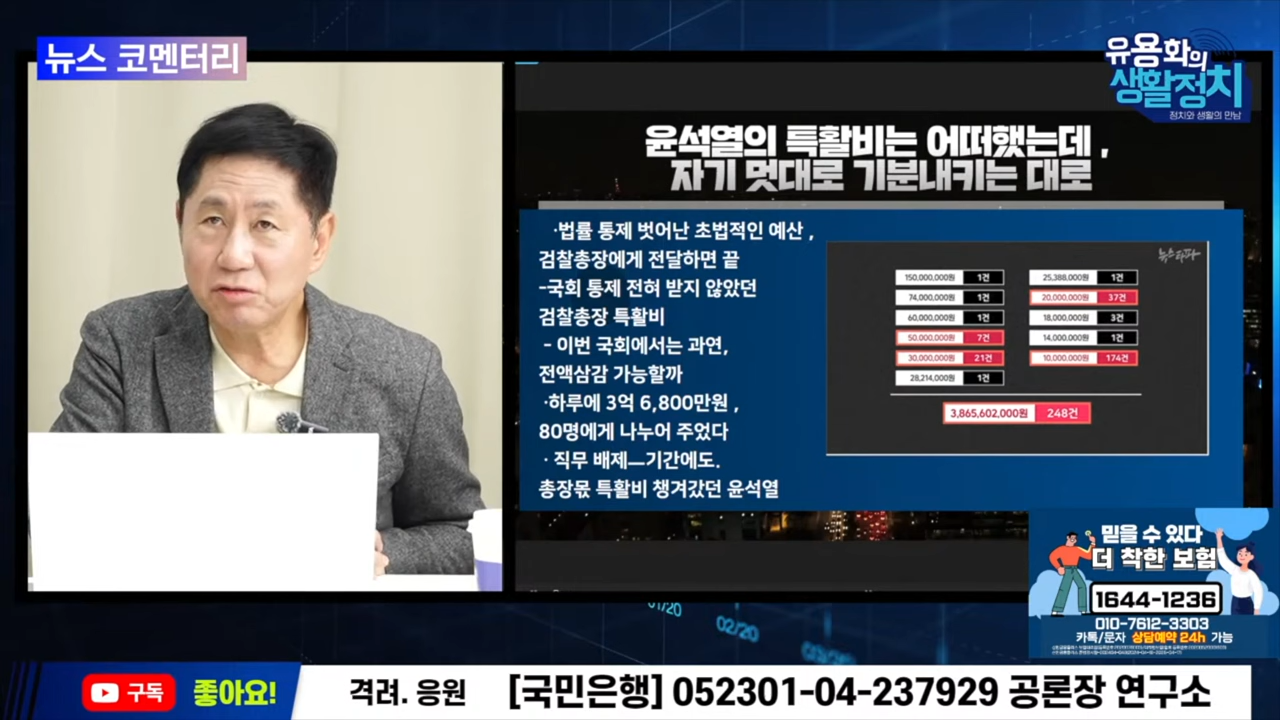 뉴스 코멘터리
유용화의
생활정치
정치와 생활의 만남
윤석열의 특활비는 어떠했는데 ,
자기 멋대로 기분내키는 대로
·법률 통제 벗어난 초법적인 예산 ,
검찰총장에게 전달하면 끝
-국회 통제 전혀 받지 않았던
검찰총장 특활비
- 이번 국회에서는 과연,
전액삼감 가능할까
·하루에 3억 6,800만원 ,
80명에게 나누어 주었다
· 직무 배제—기간에도.
총장몫 특활비 챙겨갔던 윤석열
뉴스타파
150,000,000원 1건
74,000,000원 1건
60,000,000원 1건
50,000,000원 7건
30,000,000원 21건
28,214,000원 1건
25,388,000원 1건
20,000,000원 37건
18,000,000원 3건
14,000,000원 1건
10,000,000원 174건
3,865,602,000원 248건
믿을 수 있다
더 착한 보험
1644-1236
010-7612-3303
카톡/문자 상담예약 24h 가능
01/20
02/20
구독
좋아요!
격려. 응원 [국민은행] 052301-04-237929 공론장 연구소